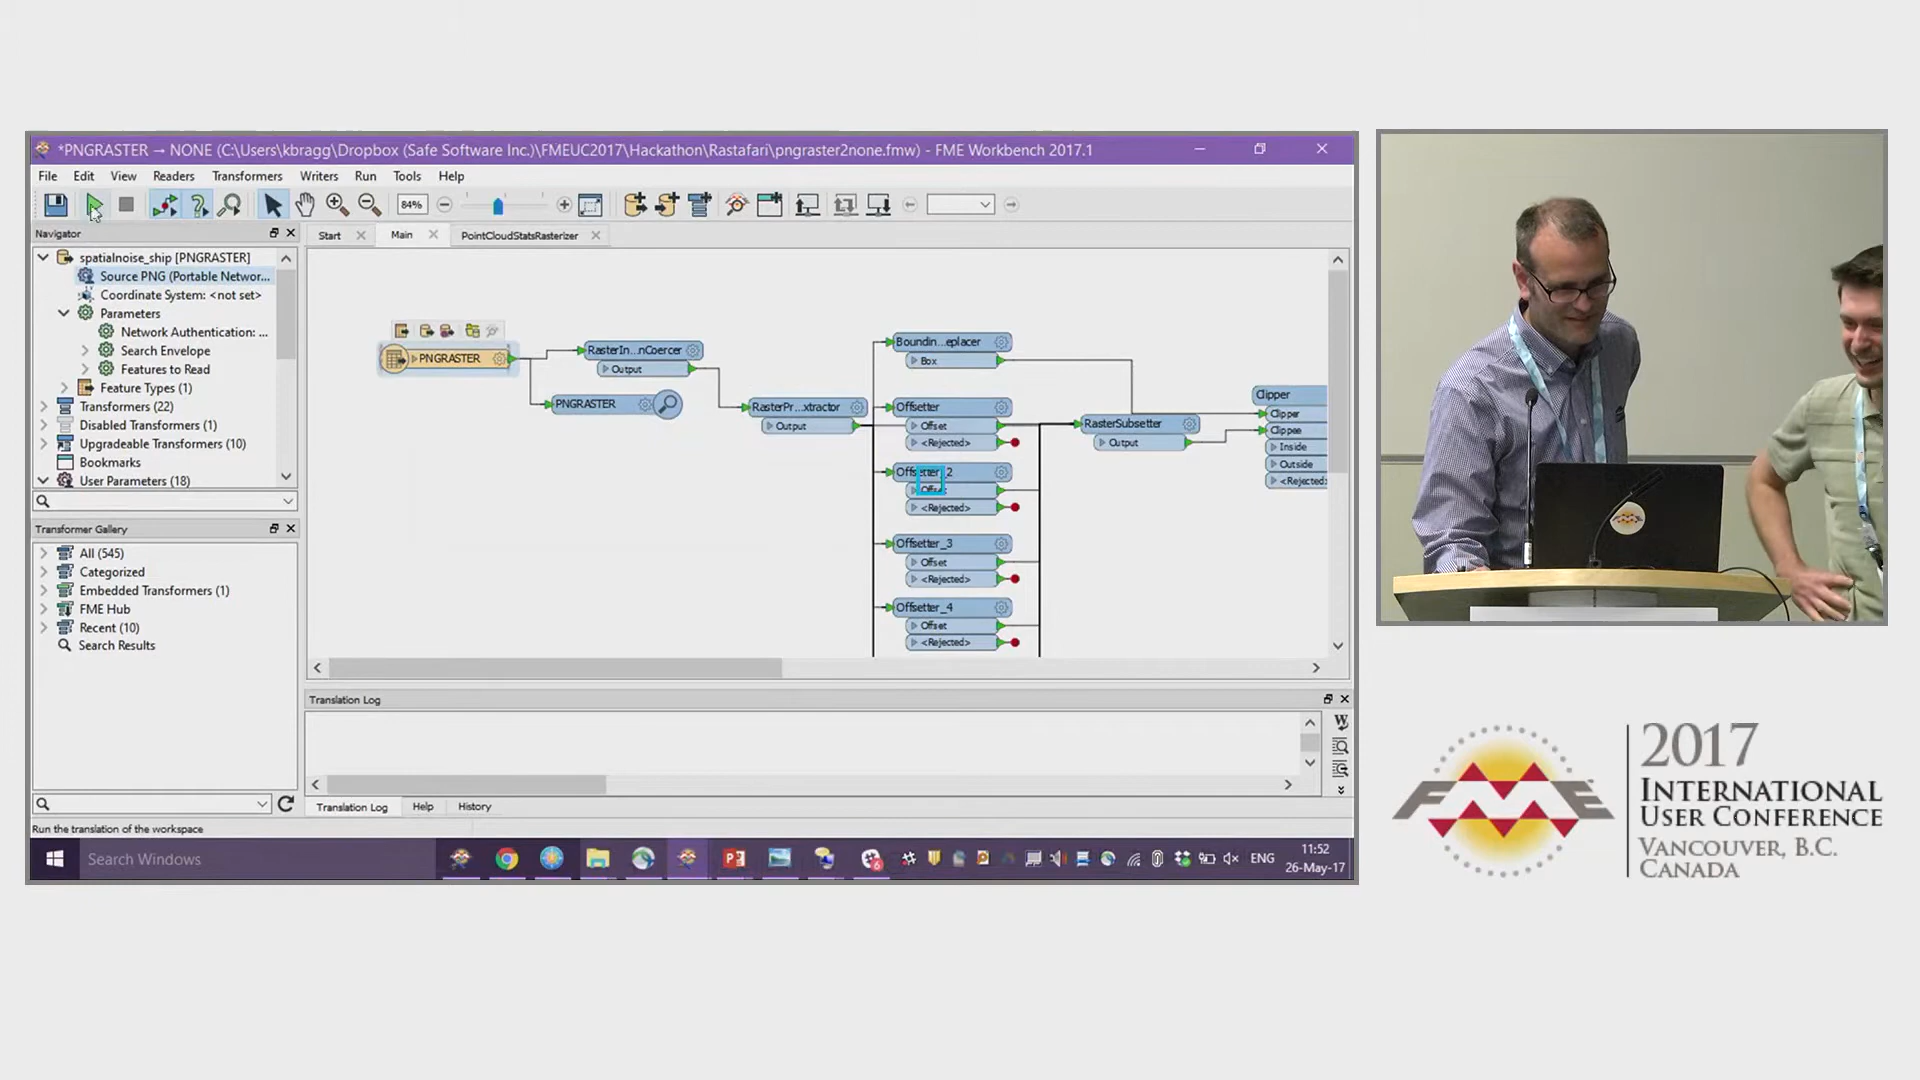 *PNGRASTER → NONE (C:\Users\kbragg\Dropbox (Safe Software Inc.)\FMEUC2017\Hackathon\Rastafari\pngraster2none.fmw) - FME Workbench 2017.1
File Edit View Readers Transformers Writers Run Tools Help
84%
Navigator
Start Main PointCloudStatsRasterizer
spatialnoise_ship [PNGRASTER]
Source PNG (Portable Networ...
Coordinate System: <not set>
Parameters
Network Authentication: ...
Search Envelope
Features to Read
Feature Types (1)
Transformers (22)
Disabled Transformers (1)
Upgradeable Transformers (10)
Bookmarks
User Parameters (18)
Transformer Gallery
All (545)
Categorized
Embedded Transformers (1)
FME Hub
Recent (10)
Search Results
PNGRASTER
RasterIn...nCoercer
Output
PNGRASTER
RasterPr...xtractor
Output
Boundin...eplacer
Box
Offsetter
Offset
<Rejected>
Offsetter_2
Offset
<Rejected>
Offsetter_3
Offset
<Rejected>
Offsetter_4
Offset
<Rejected>
RasterSubsetter
Output
Clipper
Clipper
Clippee
Inside
Outside
<Rejected>
Translation Log
Translation Log Help History
Run the translation of the workspace
Search Windows
ENG
11:52
26-May-17
FME
2017
INTERNATIONAL
USER CONFERENCE
VANCOUVER, B.C.
CANADA